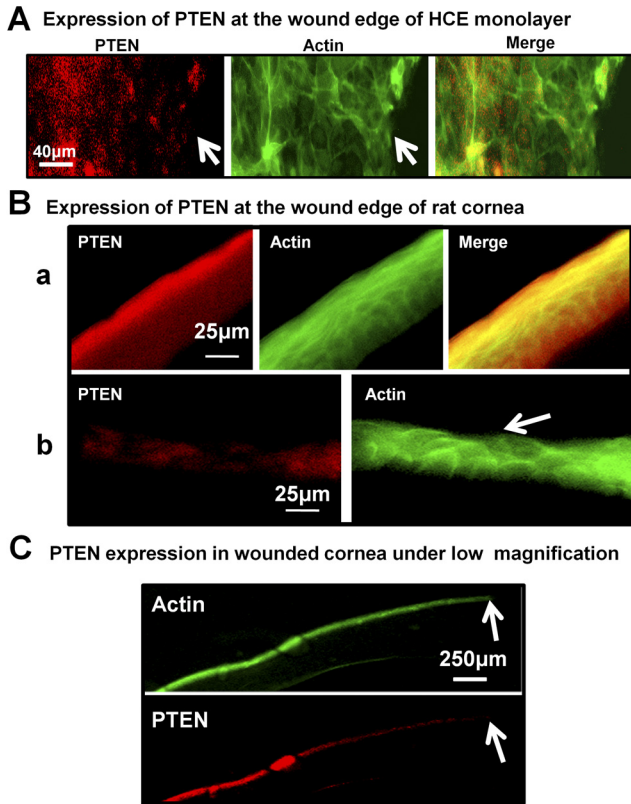 A Expression of PTEN at the wound edge of HCE monolayer
PTEN Actin Merge
40μm
B Expression of PTEN at the wound edge of rat cornea
a
PTEN Actin Merge
25μm
b
PTEN Actin
25μm
C PTEN expression in wounded cornea under low magnification
Actin
250μm
PTEN